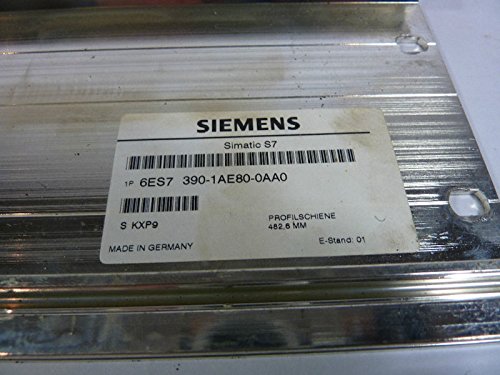 SIEMENS
Simatic S7
1P 6ES7 390-1AE80-0AA0
S KXP9
PROFILSCHIENE
482,6 MM
MADE IN GERMANY
E-Stand: 01